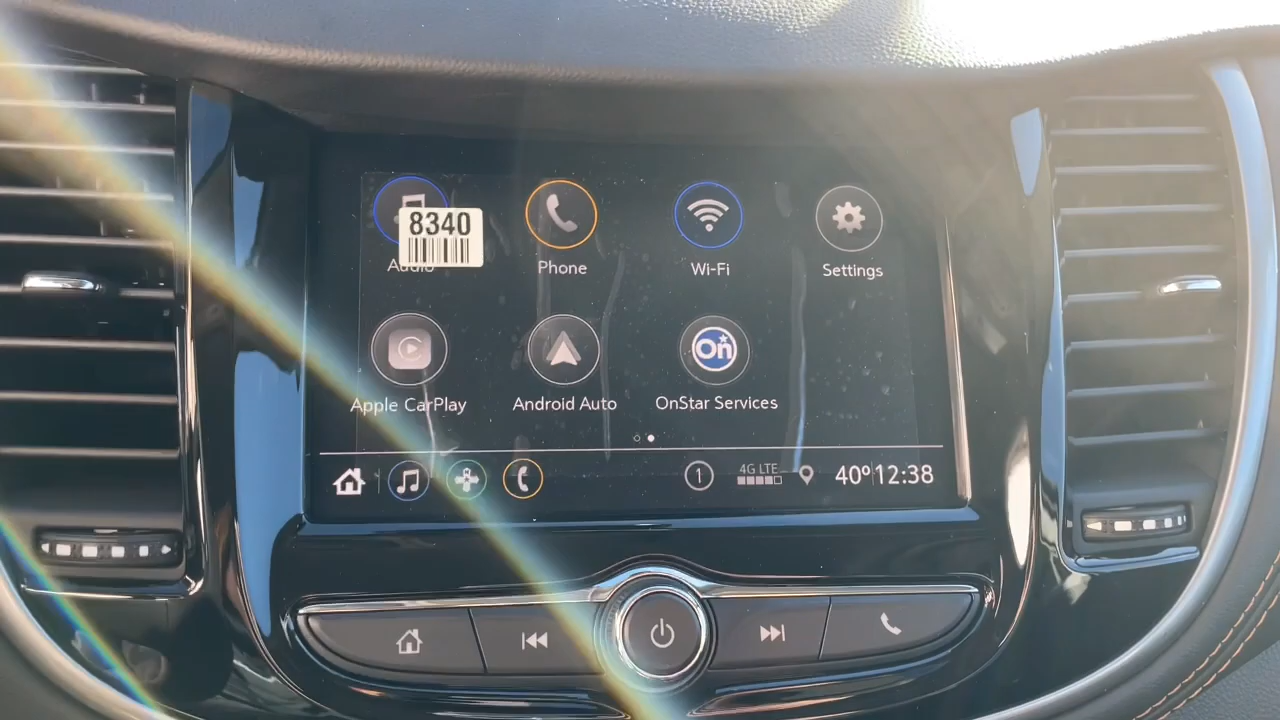 8340
Audio
Phone
Wi-Fi
Settings
On
Apple CarPlay
Android Auto
OnStar Services
1
4G LTE
40° 12:38